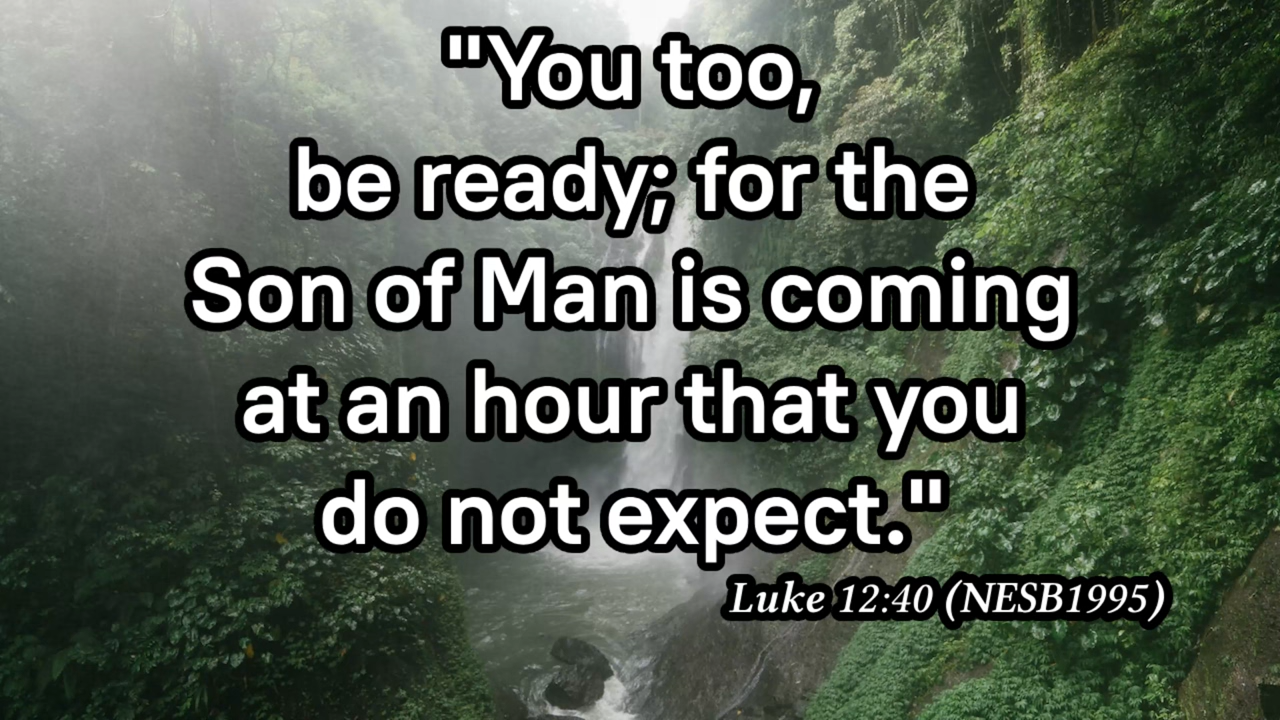 "You too,
be ready; for the
Son of Man is coming
at an hour that you
do not expect."
Luke 12:40 (NESB1995)